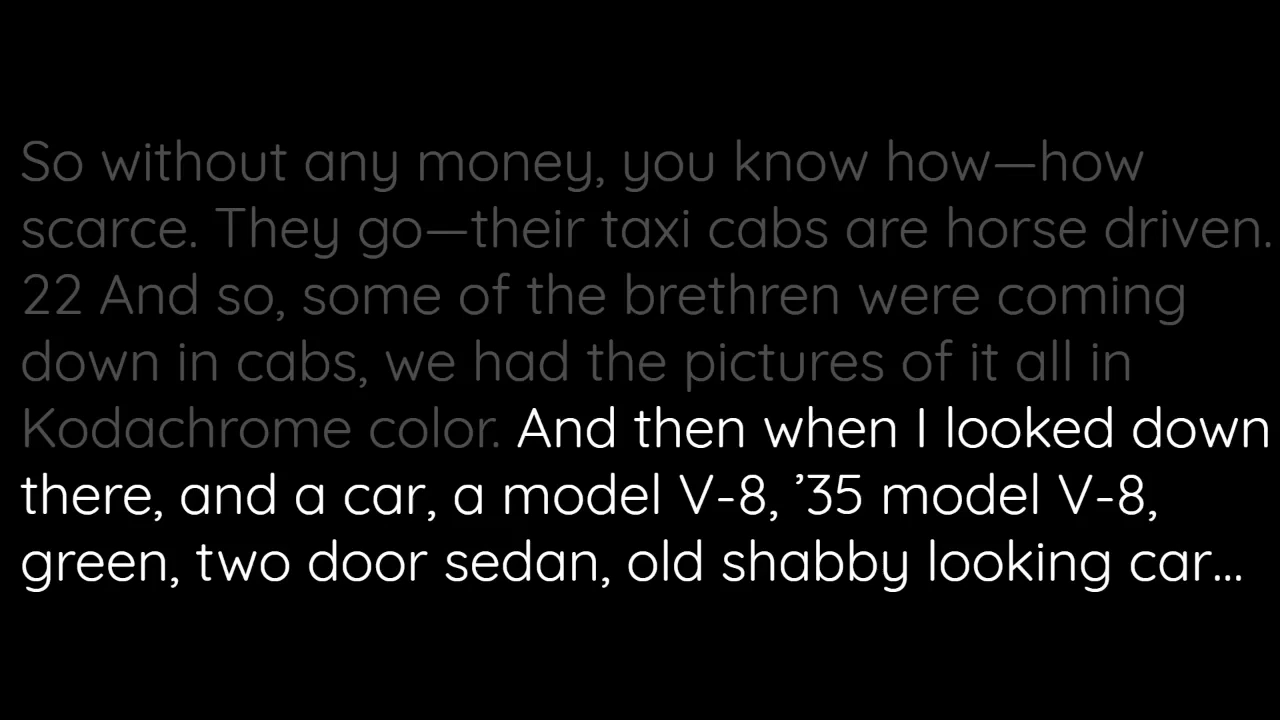 So without any money, you know how—how
scarce. They go—their taxi cabs are horse driven.
22 And so, some of the brethren were coming
down in cabs, we had the pictures of it all in
Kodachrome color. And then when I looked down
there, and a car, a model V-8, ’35 model V-8,
green, two door sedan, old shabby looking car...